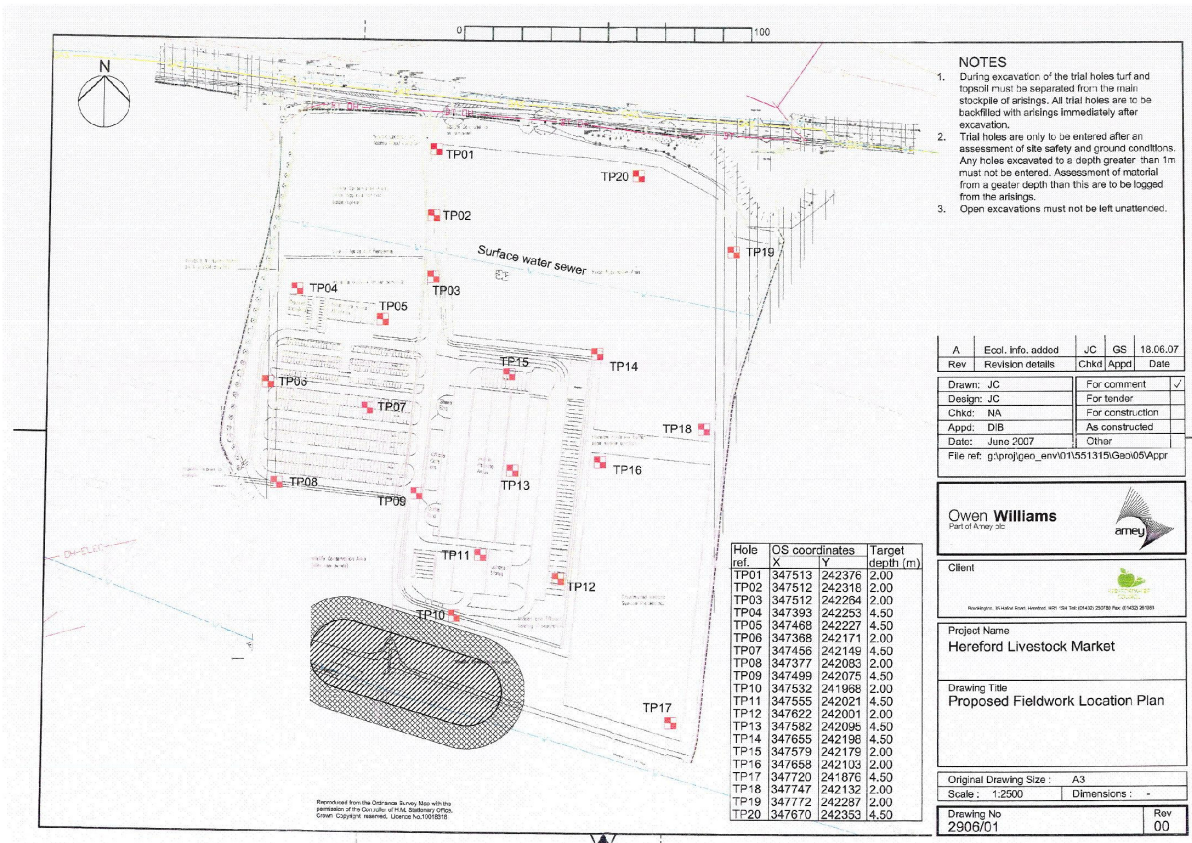 0
100
N
TP01
TP20
TP02
TP19
Surface water sewer
TP03
TP04
TP05
TP14
TP15
TP06
TP07
TP18
TP16
TP13
TP08
TP09
TP11
TP12
TP10
TP17
OH-ELEC
Reproduced from the Ordnance Survey Map with the
permission of the Controller of H.M. Stationary Office,
Crown Copyright reserved, Licence No.10018318
NOTES
1. During excavation of the trial holes turf and
topsoil must be separated from the main
stockpile of arisings. All trial holes are to be
backfilled with arisings immediately after
excavation.
2. Trial holes are only to be entered after an
assessment of site safety and ground conditions.
Any holes excavated to a depth greater than 1m
must not be entered. Assessment of material
from a geater depth than this are to be logged
from the arisings.
3. Open excavations must not be left unattended.
A Ecol. info. added JC GS 18.06.07
Rev Revision details Chkd Appd Date
Drawn: JC For comment ✓
Design: JC For tender
Chkd: NA For construction
Appd: DIB As constructed
Date: June 2007 Other
File ref: g:\proj\geo_env\01\551315\Geo\05\Appr
Owen Williams
Part of Amey plc
amey
Client
Project Name
Hereford Livestock Market
Drawing Title
Proposed Fieldwork Location Plan
Original Drawing Size : A3
Scale : 1:2500 Dimensions : -
Drawing No Rev
2906/01 00
Hole OS coordinates Target
ref. X Y depth (m)
TP01 347513 242376 2.00
TP02 347512 242318 2.00
TP03 347512 242264 2.00
TP04 347393 242253 4.50
TP05 347468 242227 4.50
TP06 347368 242171 2.00
TP07 347456 242149 4.50
TP08 347377 242083 2.00
TP09 347499 242075 4.50
TP10 347532 241968 2.00
TP11 347555 242021 4.50
TP12 347622 242001 2.00
TP13 347582 242095 4.50
TP14 347655 242198 4.50
TP15 347579 242179 2.00
TP16 347658 242103 2.00
TP17 347720 241876 4.50
TP18 347747 242132 2.00
TP19 347772 242287 2.00
TP20 347670 242353 4.50